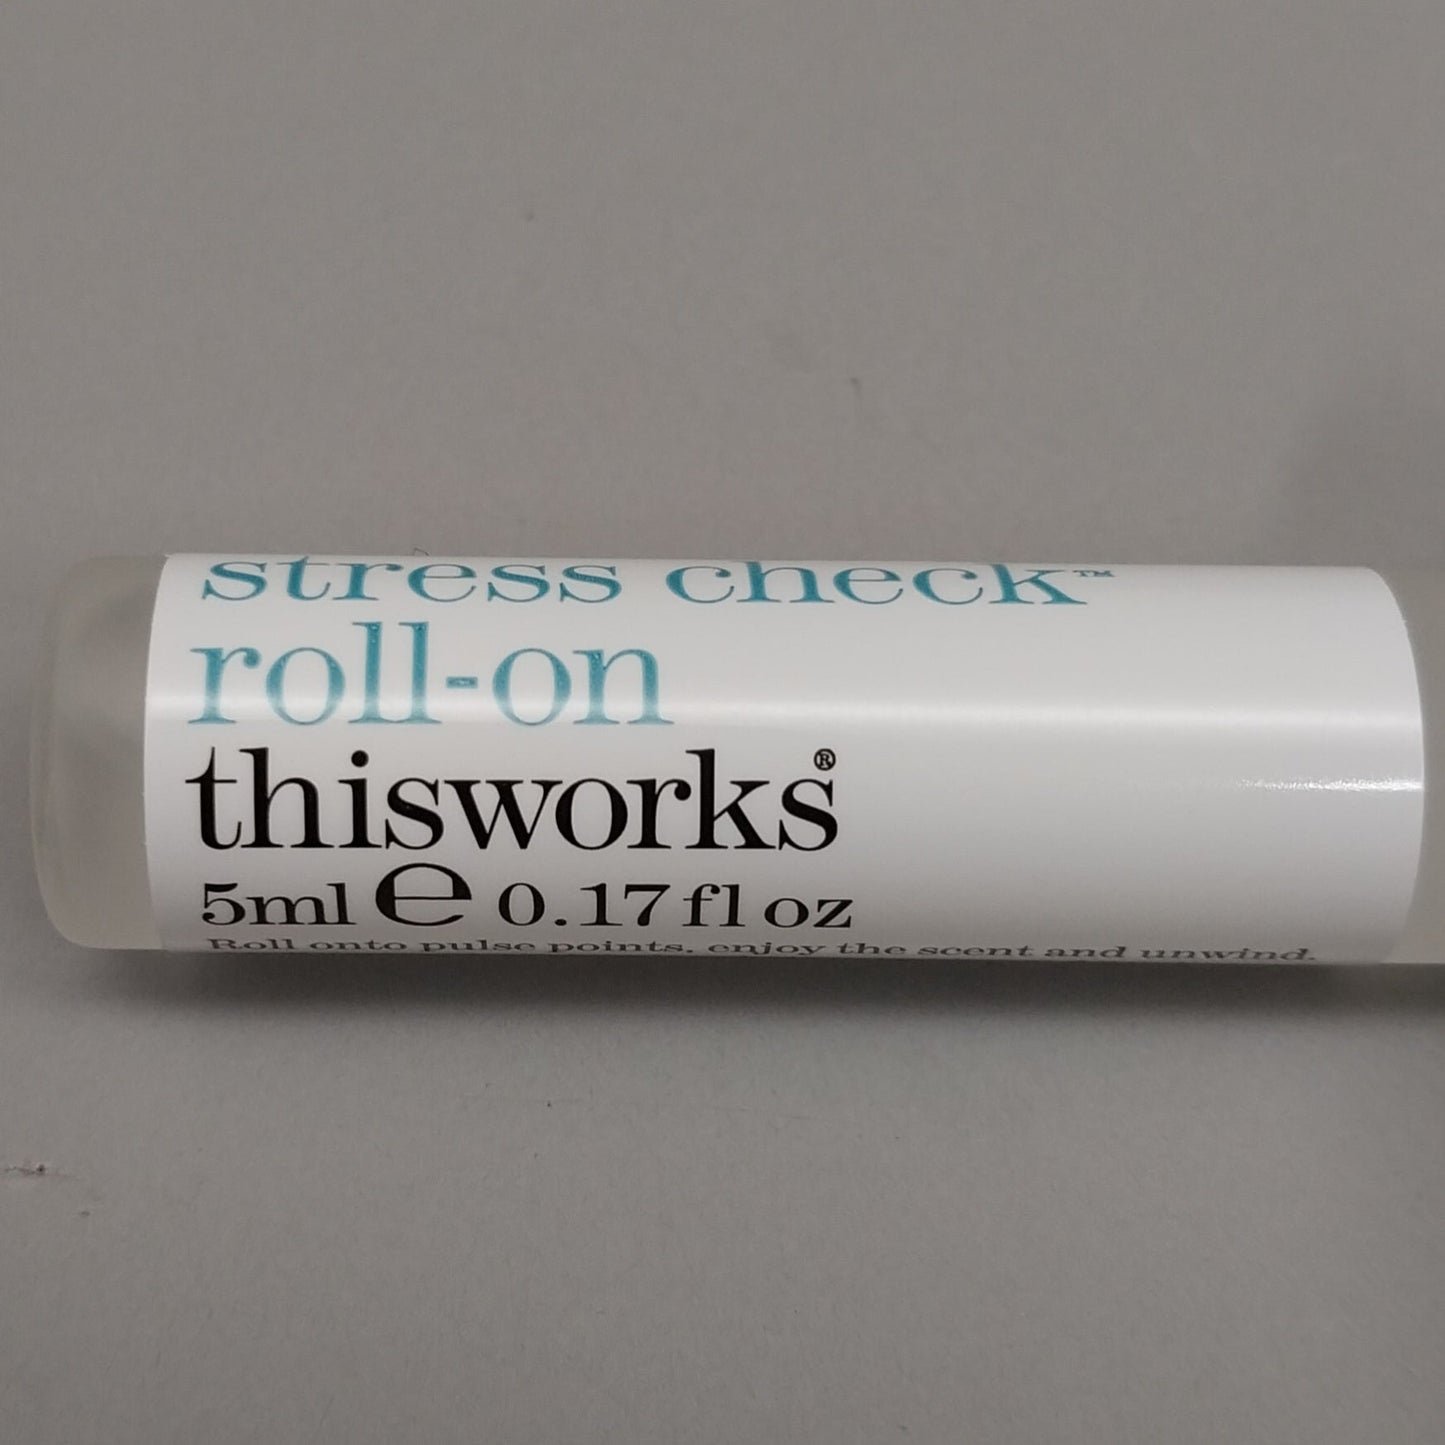 stress check™
roll-on
thisworks®
5ml ℮ 0.17 fl oz
Roll onto pulse points, enjoy the scent and unwind.